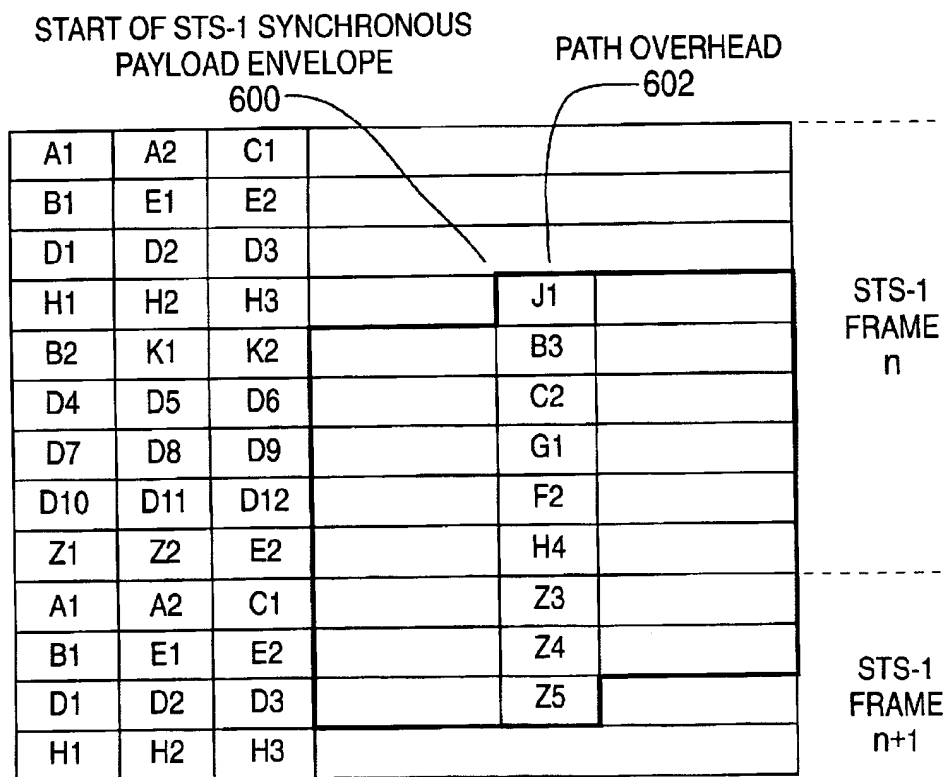 START OF STS-1 SYNCHRONOUS
PAYLOAD ENVELOPE
600
PATH OVERHEAD
602
A1 A2 C1
B1 E1 E2
D1 D2 D3
H1 H2 H3 J1
B2 K1 K2 B3
D4 D5 D6 C2
D7 D8 D9 G1
D10 D11 D12 F2
Z1 Z2 E2 H4
A1 A2 C1 Z3
B1 E1 E2 Z4
D1 D2 D3 Z5
H1 H2 H3
STS-1
FRAME
n
STS-1
FRAME
n+1